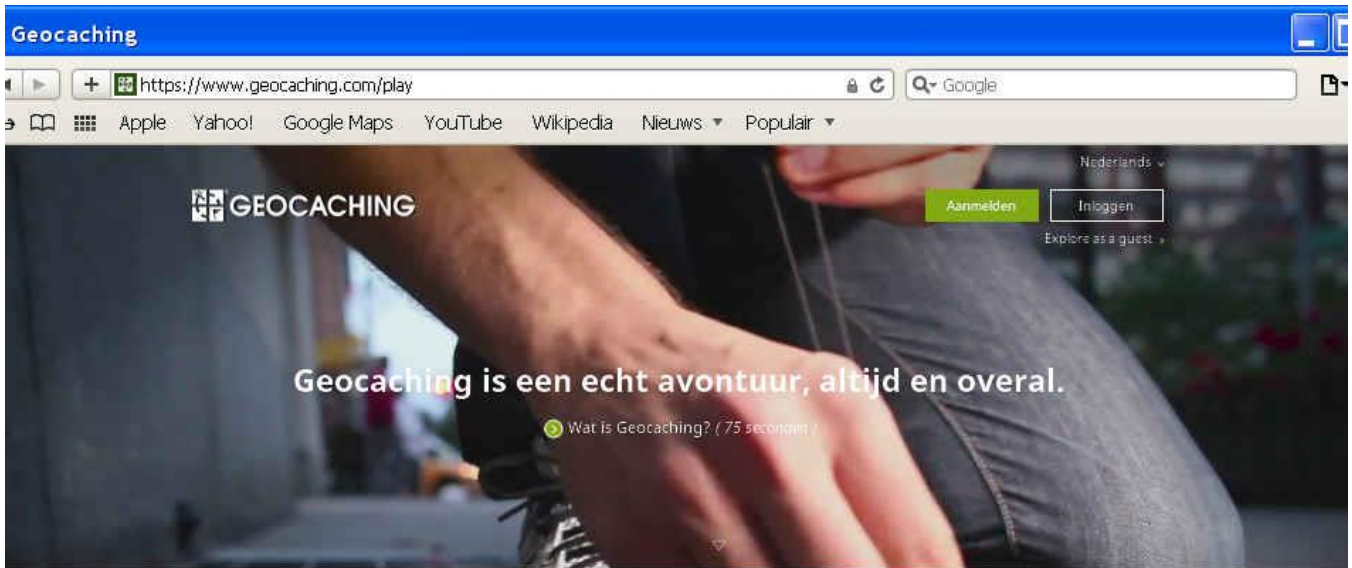 Geocaching
https://www.geocaching.com/play
Google
Apple Yahoo! Google Maps YouTube Wikipedia Nieuws Populair
Nederlands
GEOCACHING
Aanmelden Inloggen
Explore as a guest
Geocaching is een echt avontuur, altijd en overal.
Wat is Geocaching? ( 75 seconden )